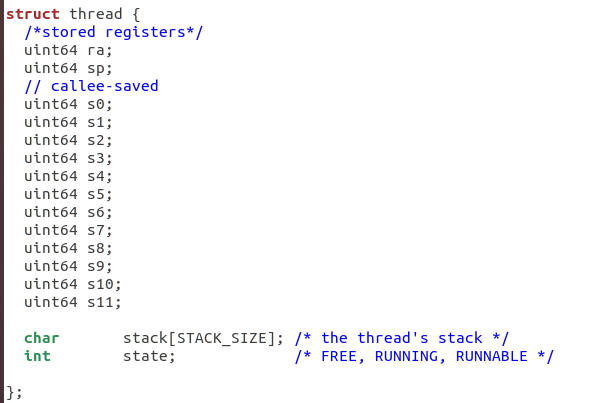 struct thread {
  /*stored registers*/
  uint64 ra;
  uint64 sp;
  // callee-saved
  uint64 s0;
  uint64 s1;
  uint64 s2;
  uint64 s3;
  uint64 s4;
  uint64 s5;
  uint64 s6;
  uint64 s7;
  uint64 s8;
  uint64 s9;
  uint64 s10;
  uint64 s11;
  char       stack[STACK_SIZE]; /* the thread's stack */
  int        state;             /* FREE, RUNNING, RUNNABLE */
};